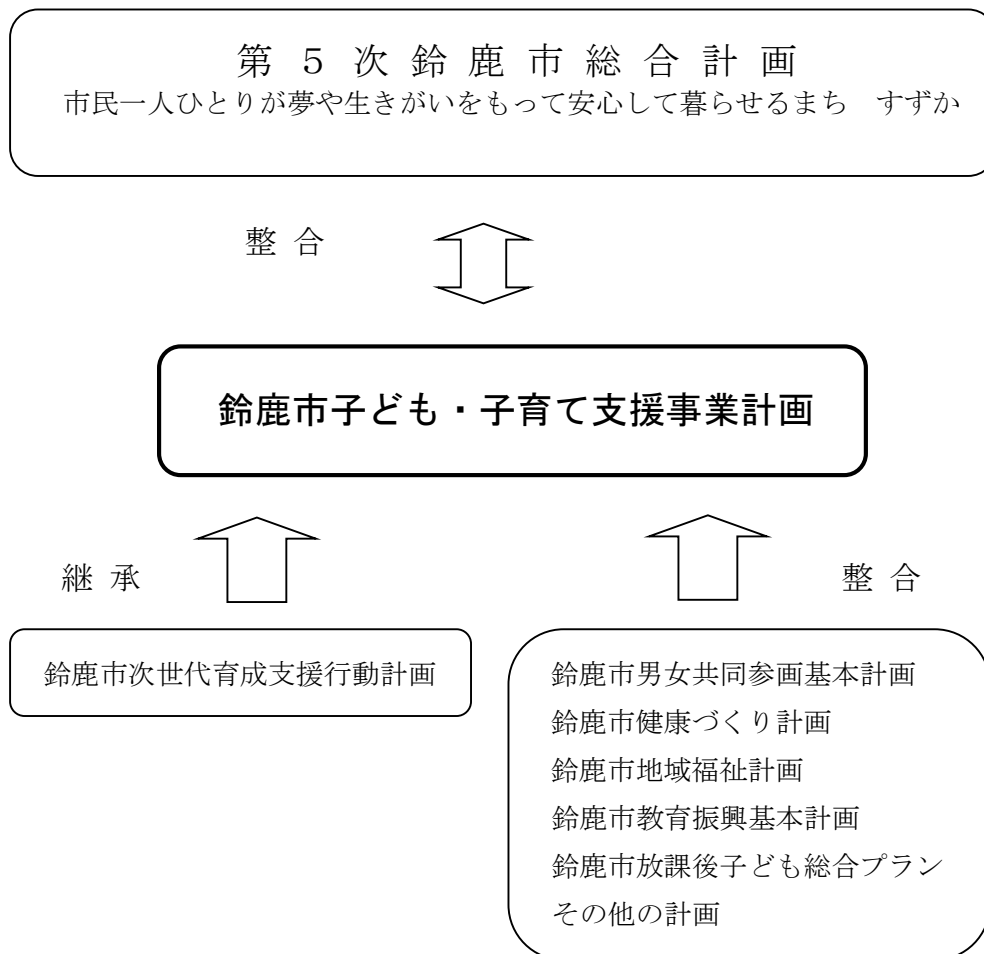 第５次鈴鹿市総合計画
市民一人ひとりが夢や生きがいをもって安心して暮らせるまち　すずか
整合
鈴鹿市子ども・子育て支援事業計画
継承
整合
鈴鹿市次世代育成支援行動計画
鈴鹿市男女共同参画基本計画
鈴鹿市健康づくり計画
鈴鹿市地域福祉計画
鈴鹿市教育振興基本計画
鈴鹿市放課後子ども総合プラン
その他の計画